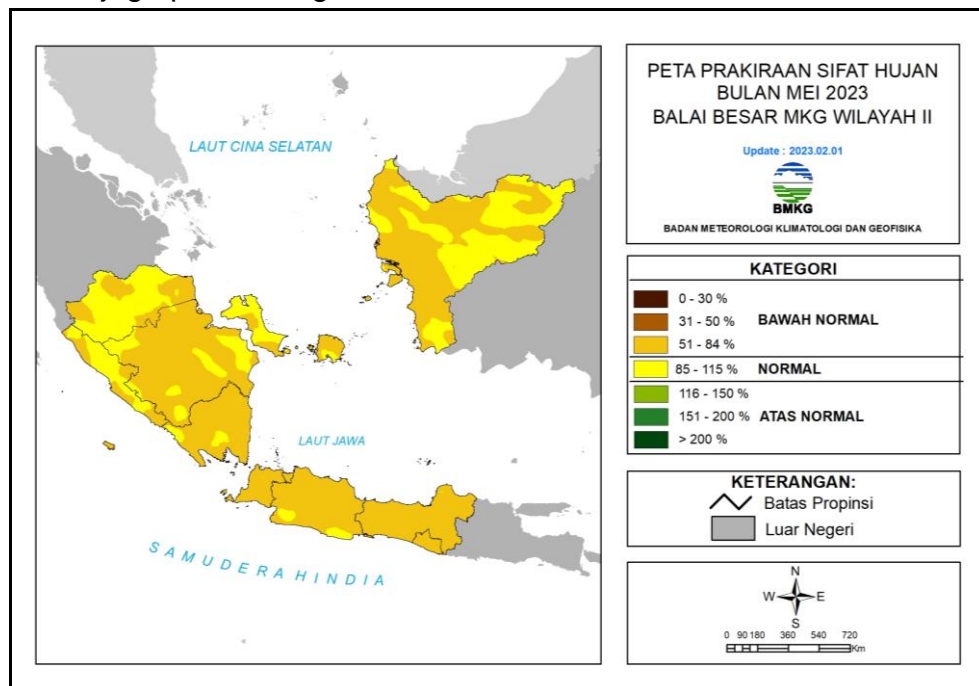 LAUT CINA SELATAN
LAUT JAWA
SAMUDERA HINDIA
PETA PRAKIRAAN SIFAT HUJAN
BULAN MEI 2023
BALAI BESAR MKG WILAYAH II
Update : 2023.02.01
BMKG
BADAN METEOROLOGI KLIMATOLOGI DAN GEOFISIKA
KATEGORI
0 - 30 %
31 - 50 % BAWAH NORMAL
51 - 84 %
85 - 115 % NORMAL
116 - 150 %
151 - 200 % ATAS NORMAL
> 200 %
KETERANGAN:
Batas Propinsi
Luar Negeri
N
W E
S
0 90 180 360 540 720
Km